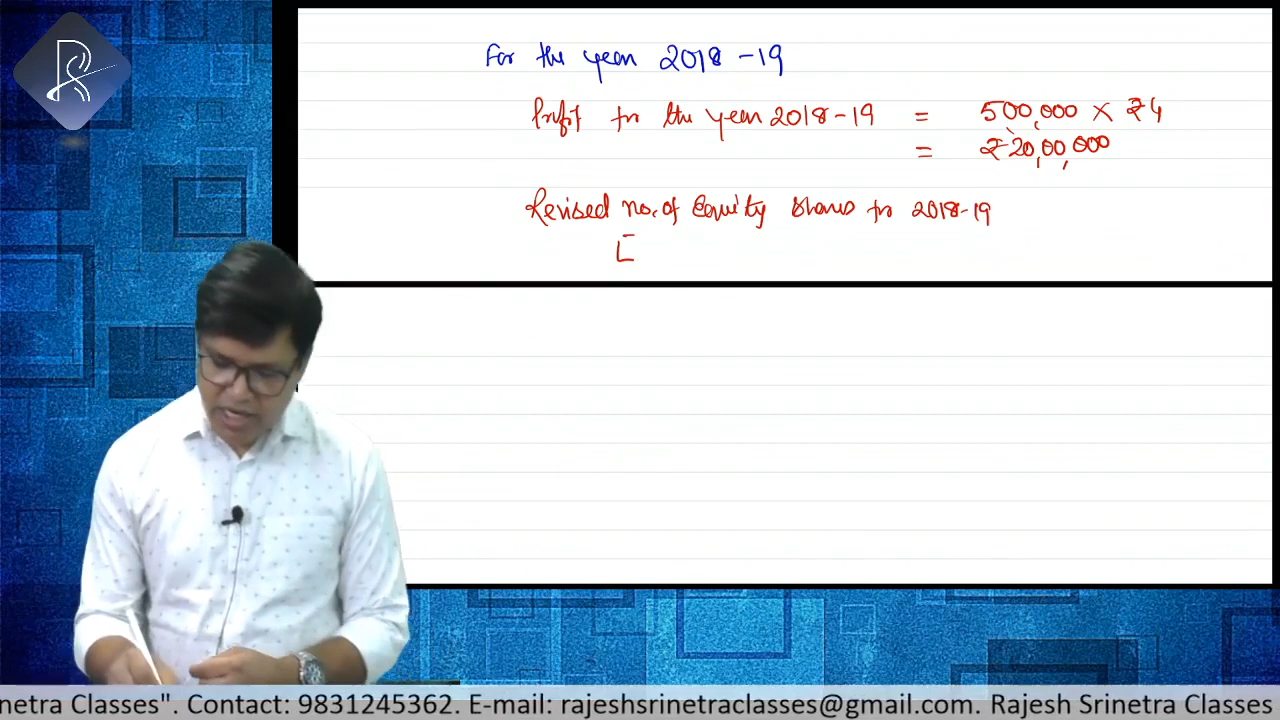 RS
For the year 2018-19
Profit for the year 2018-19 = 500,000 × ₹4
= ₹20,00,000
Revised no. of Equity Shares for 2018-19
[
netra Classes". Contact: 9831245362. E-mail: rajeshsrinetraclasses@gmail.com. Rajesh Srinetra Classes